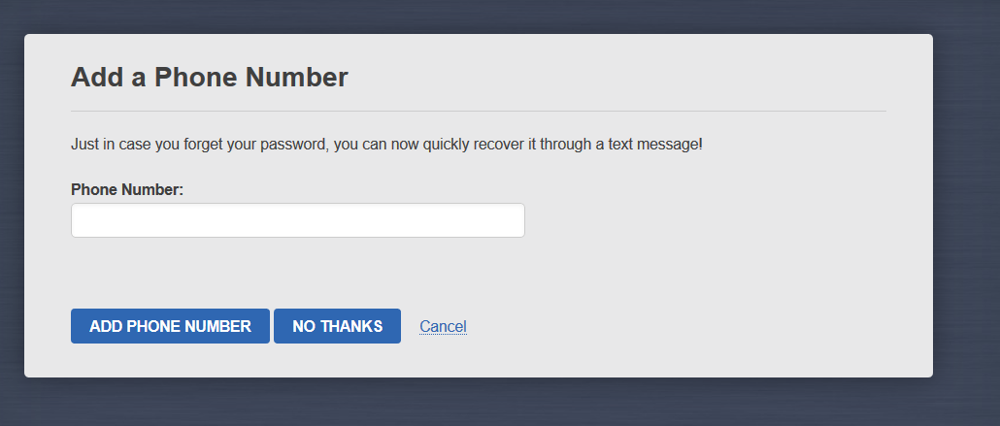 Add a Phone Number
Just in case you forget your password, you can now quickly recover it through a text message!
Phone Number:
ADD PHONE NUMBER NO THANKS Cancel